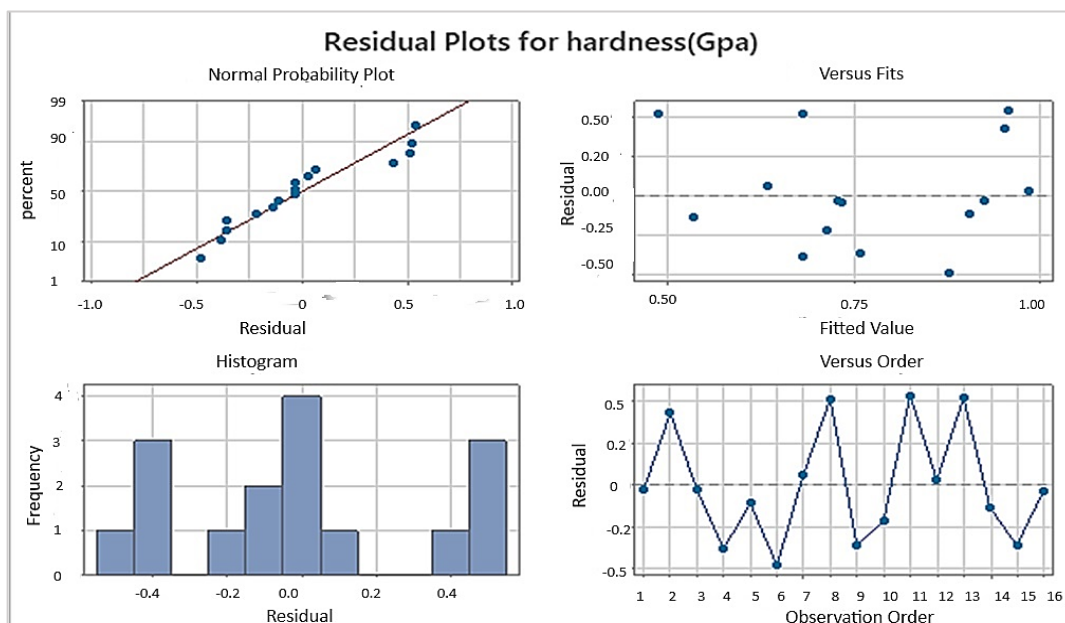 Residual Plots for hardness(Gpa)
Normal Probability Plot
percent
99
90
50
10
1
-1.0 -0.5 0 0.5 1.0
Residual
Versus Fits
Residual
0.50
0.20
0.00
-0.25
-0.50
0.50 0.75 1.00
Fitted Value
Histogram
Frequency
4
3
2
1
0
-0.4 -0.2 0.0 0.2 0.4
Residual
Versus Order
Residual
0.5
0.2
0
-0.2
-0.5
1 2 3 4 5 6 7 8 9 10 11 12 13 14 15 16
Observation Order